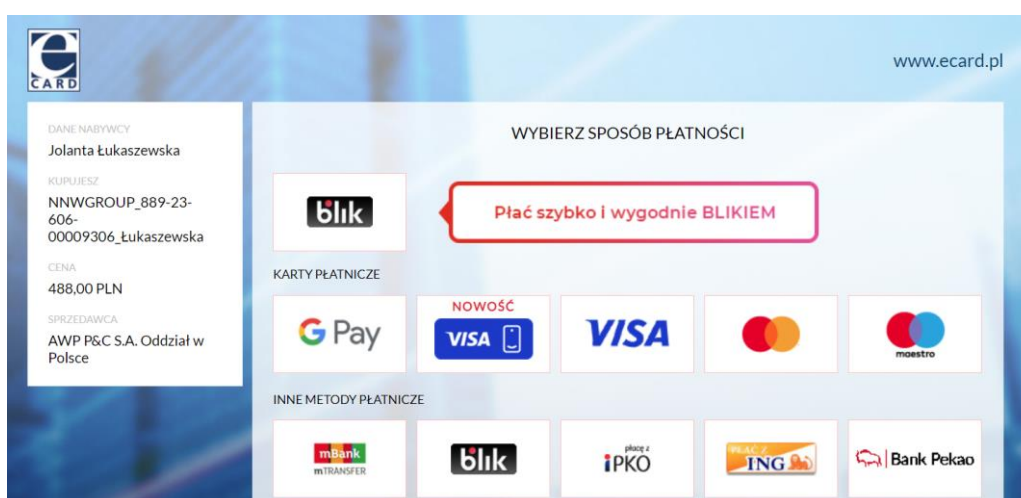 e
CARD
www.ecard.pl
DANE NABYWCY
Jolanta Łukaszewska
KUPUJESZ
NNWGROUP_889-23-
606-
00009306_Łukaszewska
CENA
488,00 PLN
SPRZEDAWCA
AWP P&C S.A. Oddział w
Polsce
WYBIERZ SPOSÓB PŁATNOŚCI
blik
Płać szybko i wygodnie BLIKIEM
KARTY PŁATNICZE
G Pay
NOWOŚĆ
VISA
VISA
maestro
INNE METODY PŁATNICZE
mBank
mTRANSFER
blik
płacę z
iPKO
PŁAĆ Z
ING
Bank Pekao